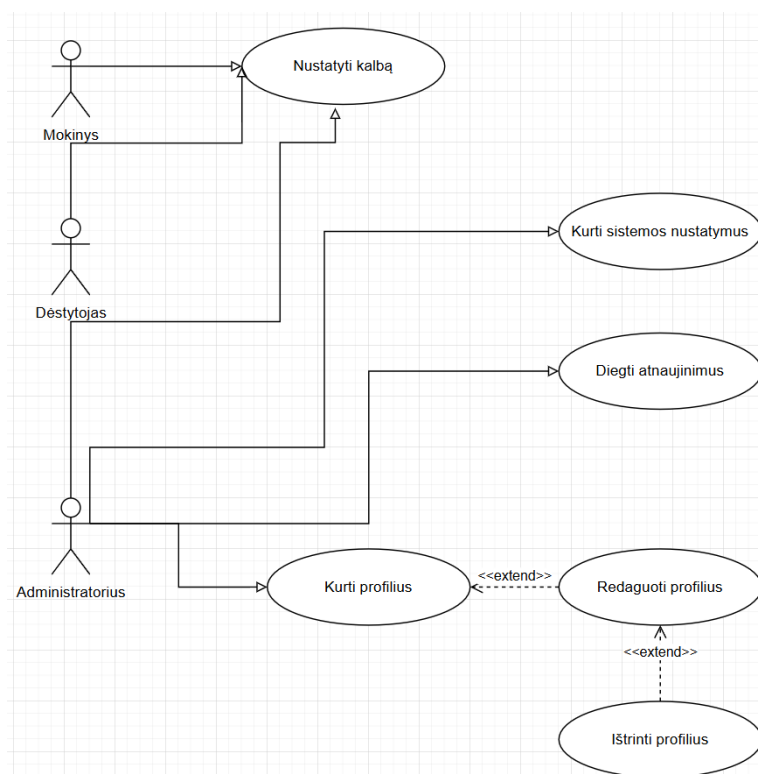 Nustatyti kalbą
Mokinys
Kurti sistemos nustatymus
Dėstytojas
Diegti atnaujinimus
Administratorius
Kurti profilius
<<extend>>
Redaguoti profilius
<<extend>>
Ištrinti profilius